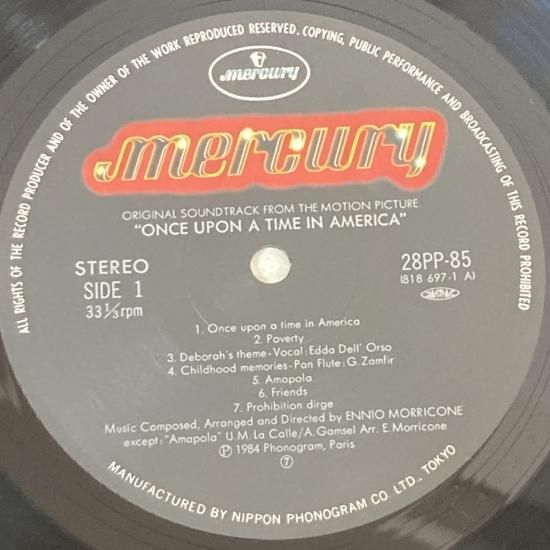 ALL RIGHTS OF THE RECORD PRODUCER AND OF THE OWNER OF THE WORK REPRODUCED RESERVED. COPYING, PUBLIC PERFORMANCE AND BROADCASTING OF THIS RECORD PROHIBITED
mercury
mercury
ORIGINAL SOUNDTRACK FROM THE MOTION PICTURE
"ONCE UPON A TIME IN AMERICA"
STEREO
SIDE 1
33 1/3 rpm
28PP-85
(818 697-1 A)
1. Once upon a time in America
2. Poverty
3. Deborah's theme-Vocal: Edda Dell' Orso
4. Childhood memories-Pan Flute: G. Zamfir
5. Amapola
6. Friends
7. Prohibition dirge
Music Composed, Arranged and Directed by ENNIO MORRICONE
except: "Amapola" U.M. La Calle/A. Gamsel Arr. E. Morricone
Ⓟ 1984 Phonogram, Paris
⑦
MANUFACTURED BY NIPPON PHONOGRAM CO. LTD., TOKYO